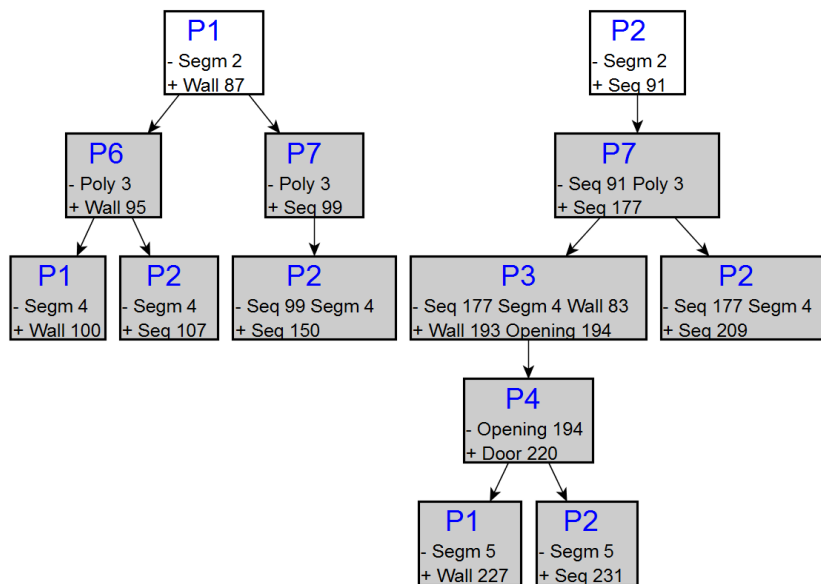 P1
- Segm 2
+ Wall 87
P2
- Segm 2
+ Seq 91
P6
- Poly 3
+ Wall 95
P7
- Poly 3
+ Seq 99
P7
- Seq 91 Poly 3
+ Seq 177
P1
- Segm 4
+ Wall 100
P2
- Segm 4
+ Seq 107
P2
- Seq 99 Segm 4
+ Seq 150
P3
- Seq 177 Segm 4 Wall 83
+ Wall 193 Opening 194
P2
- Seq 177 Segm 4
+ Seq 209
P4
- Opening 194
+ Door 220
P1
- Segm 5
+ Wall 227
P2
- Segm 5
+ Seq 231